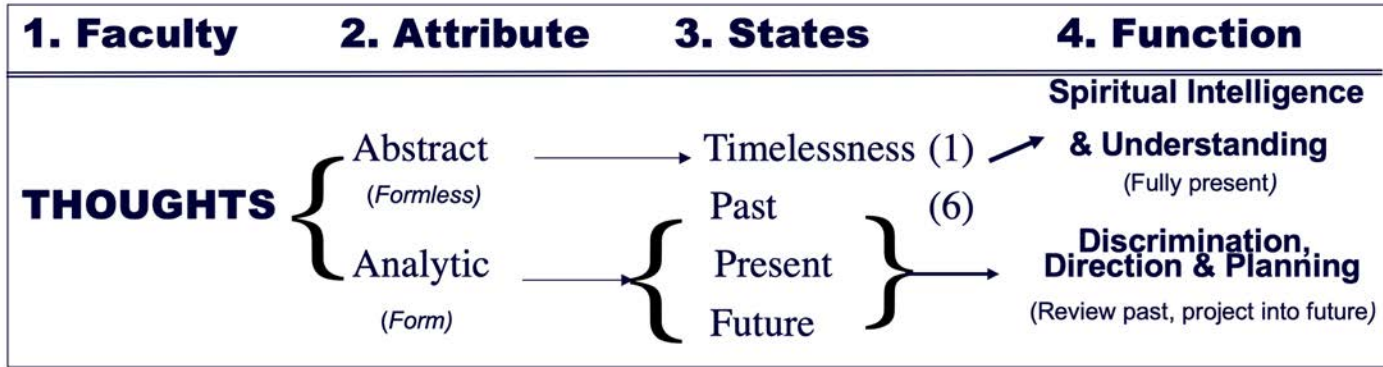 1. Faculty 2. Attribute 3. States 4. Function
Spiritual Intelligence
Abstract Timelessness (1) & Understanding
(Formless) (Fully present)
THOUGHTS Past (6)
Discrimination,
Analytic Present Direction & Planning
(Form) Future (Review past, project into future)